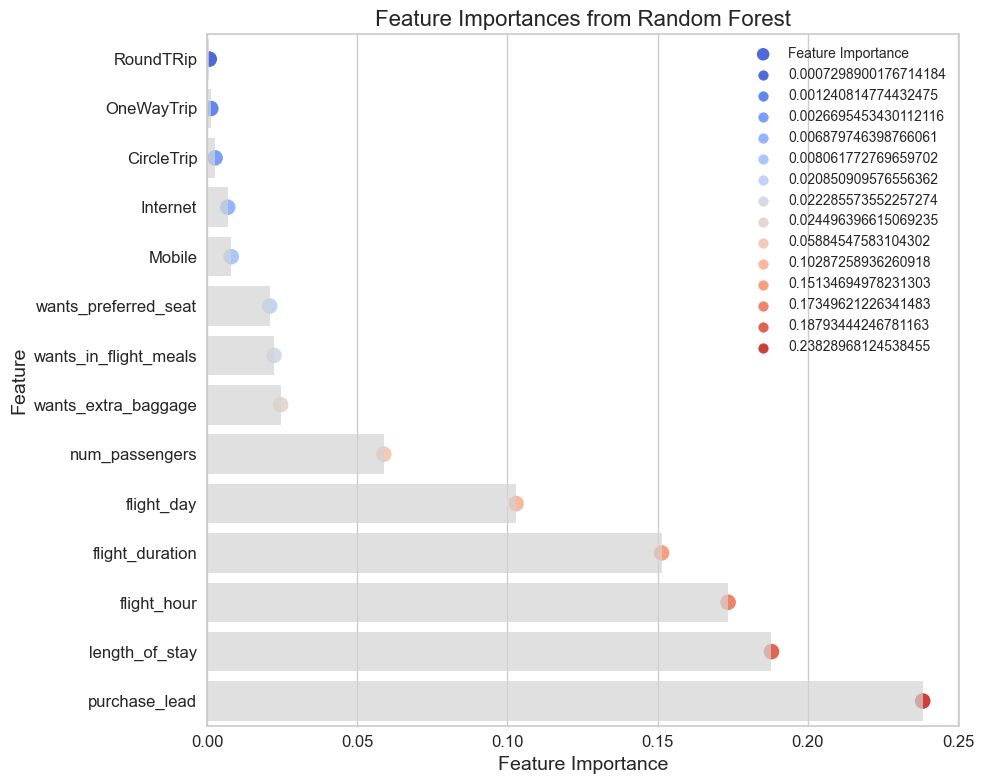 Feature Importances from Random Forest
RoundTRip
OneWayTrip
CircleTrip
Internet
Mobile
wants_preferred_seat
wants_in_flight_meals
wants_extra_baggage
num_passengers
flight_day
flight_duration
flight_hour
length_of_stay
purchase_lead
Feature
Feature Importance
0.0007298900176714184
0.001240814774432475
0.0026695453430112116
0.006879746398766061
0.008061772769659702
0.020850909576556362
0.022285573552257274
0.024496396615069235
0.05884547583104302
0.10287258936260918
0.15134694978231303
0.17349621226341483
0.18793444246781163
0.23828968124538455
0.00 0.05 0.10 0.15 0.20 0.25
Feature Importance